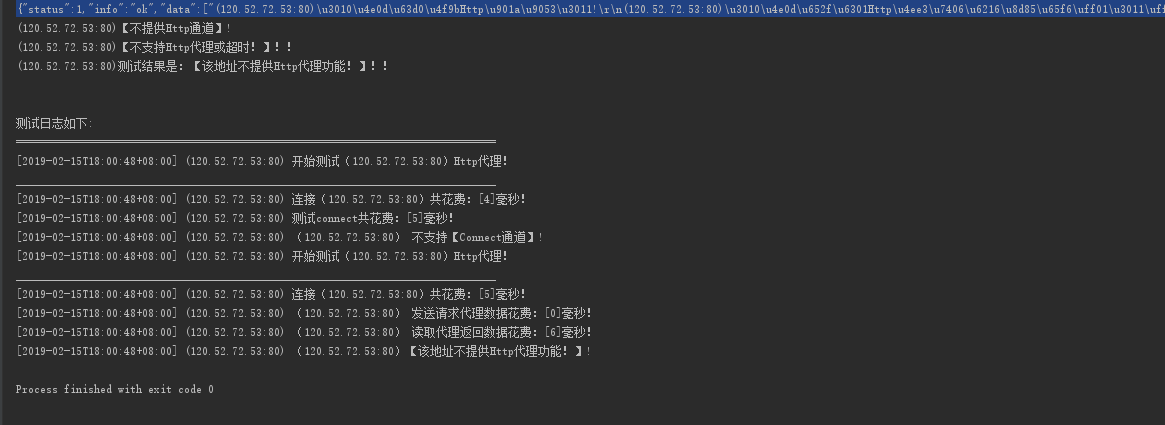 {"status":1,"info":"ok","data":["(120.52.72.53:80)\u3010\u4e0d\u63d0\u4f9bHttp\u901a\u9053\u3011!\r\n(120.52.72.53:80)\u3010\u4e0d\u652f\u6301Http\u4ee3\u7406\u6216\u8d85\u65f6\uff01\u3011\uff
(120.52.72.53:80)【不提供Http通道】!
(120.52.72.53:80)【不支持Http代理或超时！】！！
(120.52.72.53:80)测试结果是：【该地址不提供Http代理功能！】！！
测试日志如下:
[2019-02-15T18:00:48+08:00] (120.52.72.53:80) 开始测试（120.52.72.53:80）Http代理!
[2019-02-15T18:00:48+08:00] (120.52.72.53:80) 连接（120.52.72.53:80）共花费：[4]毫秒!
[2019-02-15T18:00:48+08:00] (120.52.72.53:80) 测试connect共花费：[5]毫秒!
[2019-02-15T18:00:48+08:00] (120.52.72.53:80) （120.52.72.53:80） 不支持【Connect通道】!
[2019-02-15T18:00:48+08:00] (120.52.72.53:80) 开始测试（120.52.72.53:80）Http代理!
[2019-02-15T18:00:48+08:00] (120.52.72.53:80) 连接（120.52.72.53:80）共花费：[5]毫秒!
[2019-02-15T18:00:48+08:00] (120.52.72.53:80) （120.52.72.53:80） 发送请求代理数据花费：[0]毫秒!
[2019-02-15T18:00:48+08:00] (120.52.72.53:80) （120.52.72.53:80） 读取代理返回数据花费：[6]毫秒!
[2019-02-15T18:00:48+08:00] (120.52.72.53:80) （120.52.72.53:80）【该地址不提供Http代理功能！】!
Process finished with exit code 0